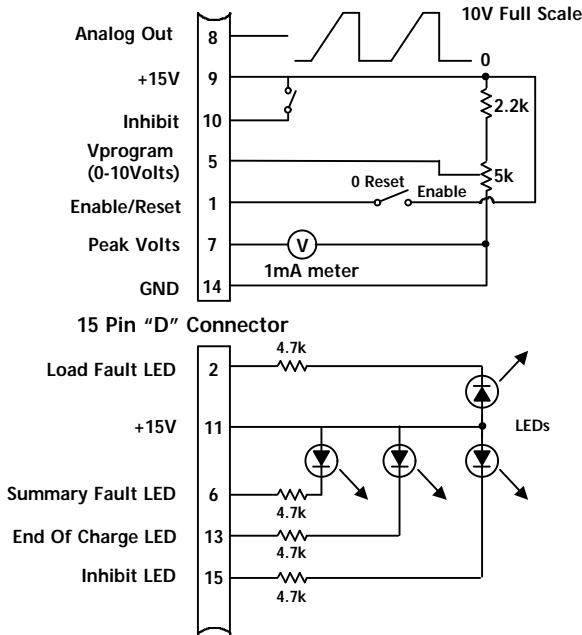 10V Full Scale
Analog Out 8
0
+15V 9
2.2k
Inhibit 10
Vprogram
(0-10Volts) 5
5k
0 Reset Enable
Enable/Reset 1
Peak Volts 7 V
1mA meter
GND 14
15 Pin “D” Connector
4.7k
Load Fault LED 2
+15V 11
LEDs
Summary Fault LED 6
4.7k
End Of Charge LED 13
4.7k
Inhibit LED 15
4.7k